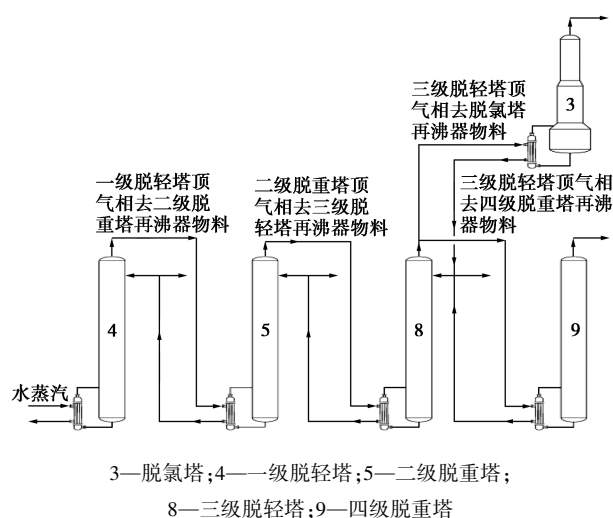 三级脱轻塔顶
气相去脱氯塔
再沸器物料
3
一级脱轻塔顶
气相去二级脱
重塔再沸器物料
二级脱重塔顶
气相去三级脱
轻塔再沸器物料
三级脱轻塔顶气相
去四级脱重塔再沸
器物料
4
5
8
9
水蒸汽
3—脱氯塔;4—一级脱轻塔;5—二级脱重塔;
8—三级脱轻塔;9—四级脱重塔